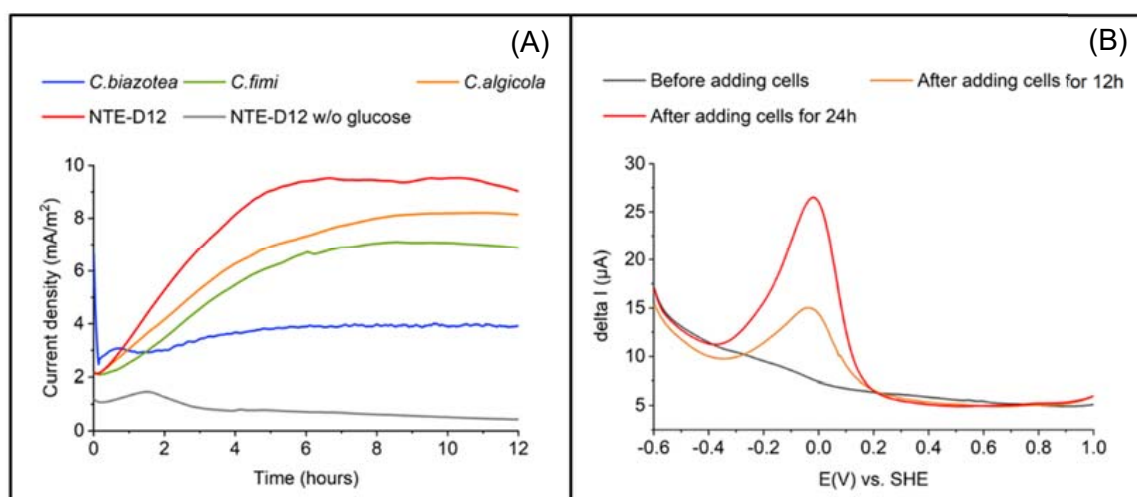 (A)
C.biazotea C.fimi C.algicola
NTE-D12 NTE-D12 w/o glucose
Current density (mA/m²)
10
8
6
4
2
0
0 2 4 6 8 10 12
Time (hours)
(B)
Before adding cells After adding cells for 12h
After adding cells for 24h
delta I (μA)
30
25
20
15
10
5
-0.6 -0.4 -0.2 0.0 0.2 0.4 0.6 0.8 1.0
E(V) vs. SHE